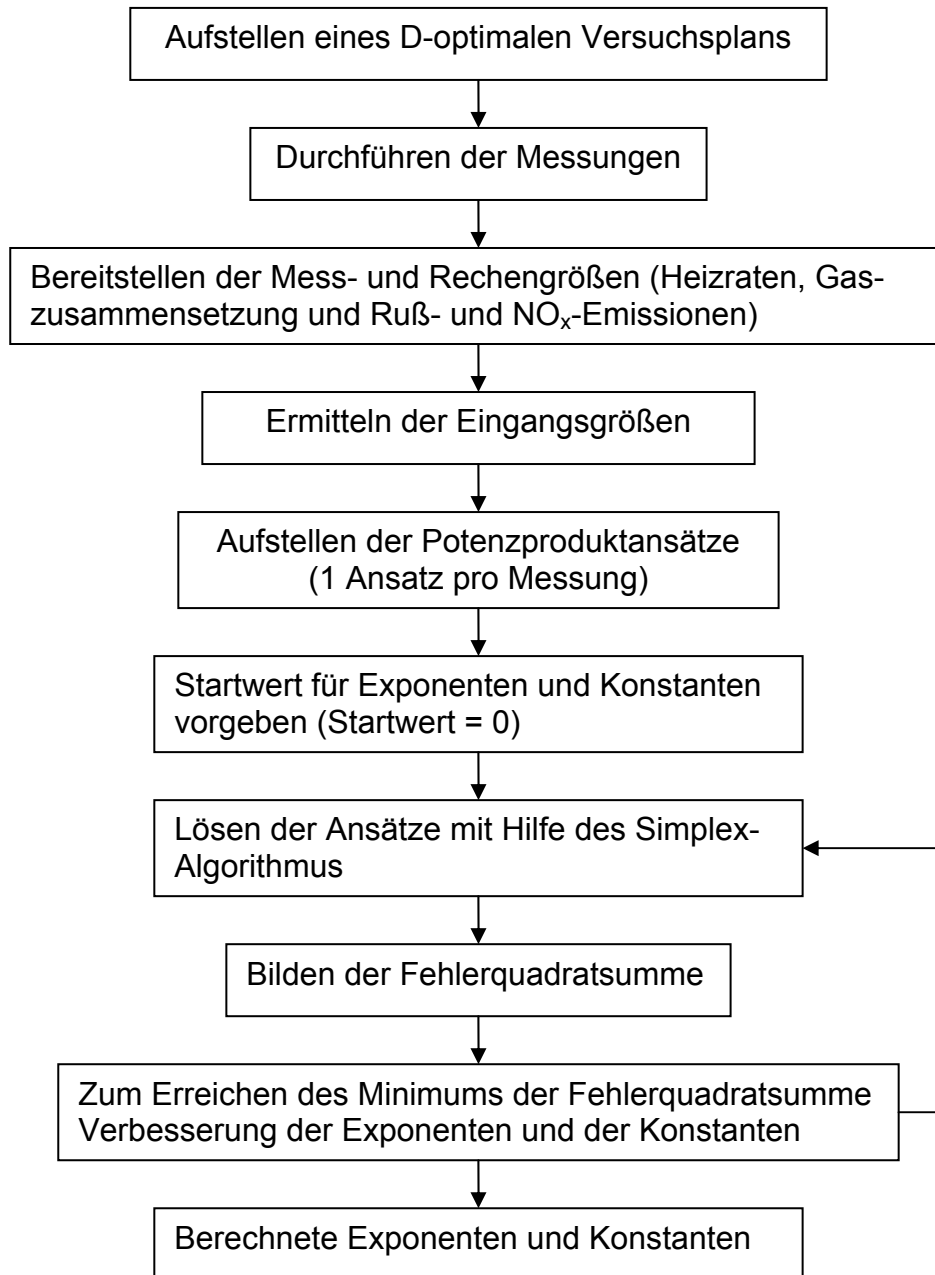 Aufstellen eines D-optimalen Versuchsplans
Durchführen der Messungen
Bereitstellen der Mess- und Rechengrößen (Heizraten, Gas-
zusammensetzung und Ruß- und NOₓ-Emissionen)
Ermitteln der Eingangsgrößen
Aufstellen der Potenzproduktansätze
(1 Ansatz pro Messung)
Startwert für Exponenten und Konstanten
vorgeben (Startwert = 0)
Lösen der Ansätze mit Hilfe des Simplex-
Algorithmus
Bilden der Fehlerquadratsumme
Zum Erreichen des Minimums der Fehlerquadratsumme
Verbesserung der Exponenten und der Konstanten
Berechnete Exponenten und Konstanten